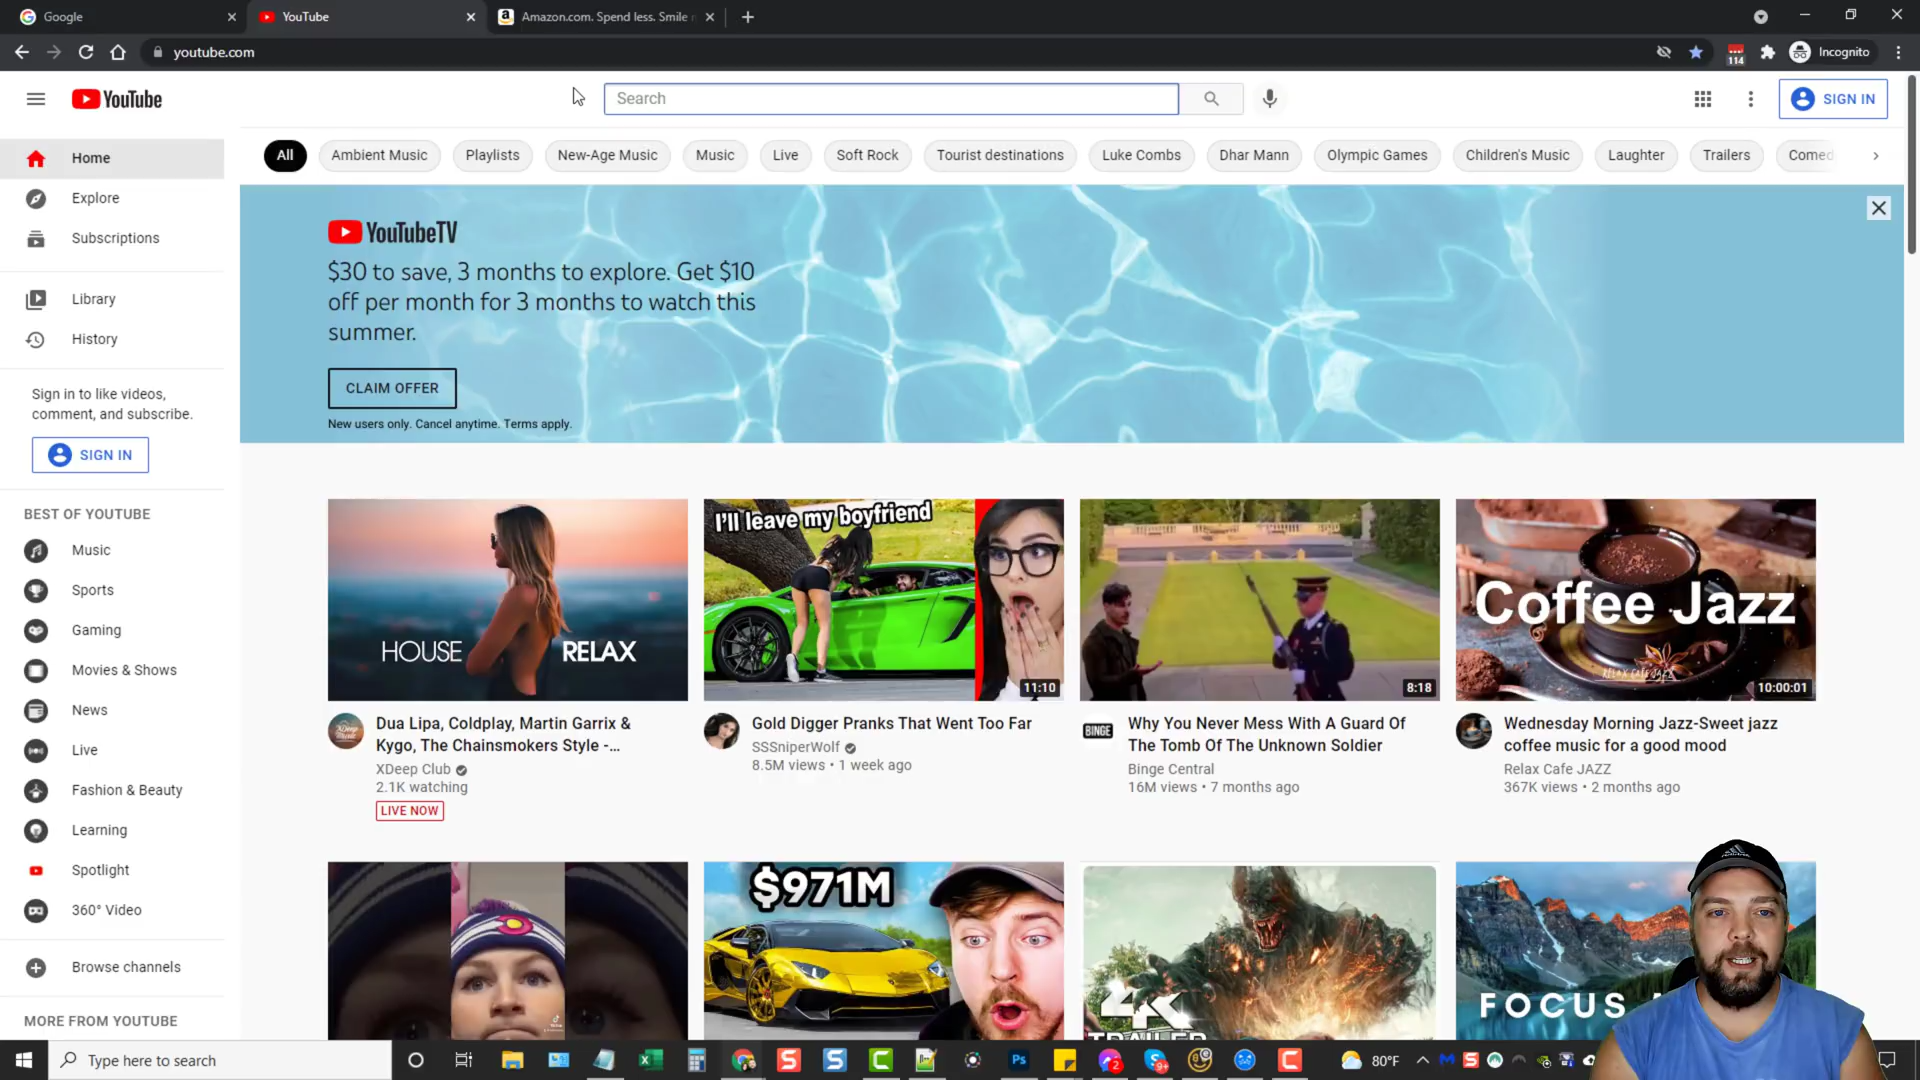 Google
YouTube
Amazon.com. Spend less. Smile
youtube.com
114
Incognito
YouTube
Search
SIGN IN
Home
Explore
Subscriptions
Library
History
Sign in to like videos,
comment, and subscribe.
SIGN IN
BEST OF YOUTUBE
Music
Sports
Gaming
Movies & Shows
News
Live
Fashion & Beauty
Learning
Spotlight
360° Video
Browse channels
MORE FROM YOUTUBE
All
Ambient Music
Playlists
New-Age Music
Music
Live
Soft Rock
Tourist destinations
Luke Combs
Dhar Mann
Olympic Games
Children's Music
Laughter
Trailers
Comed
YouTubeTV
$30 to save, 3 months to explore. Get $10
off per month for 3 months to watch this
summer.
CLAIM OFFER
New users only. Cancel anytime. Terms apply.
HOUSE RELAX
I'll leave my boyfriend
11:10
8:18
Coffee Jazz
RELAX CAFE JAZZ
10:00:01
Dua Lipa, Coldplay, Martin Garrix &
Kygo, The Chainsmokers Style -...
XDeep Club
2.1K watching
LIVE NOW
Gold Digger Pranks That Went Too Far
SSSniperWolf
8.5M views • 1 week ago
BINGE
Why You Never Mess With A Guard Of
The Tomb Of The Unknown Soldier
Binge Central
16M views • 7 months ago
Wednesday Morning Jazz-Sweet jazz
coffee music for a good mood
Relax Cafe JAZZ
367K views • 2 months ago
$971M
4K
TRAILER
FOCUS
Type here to search
Ps
2
9+
80°F